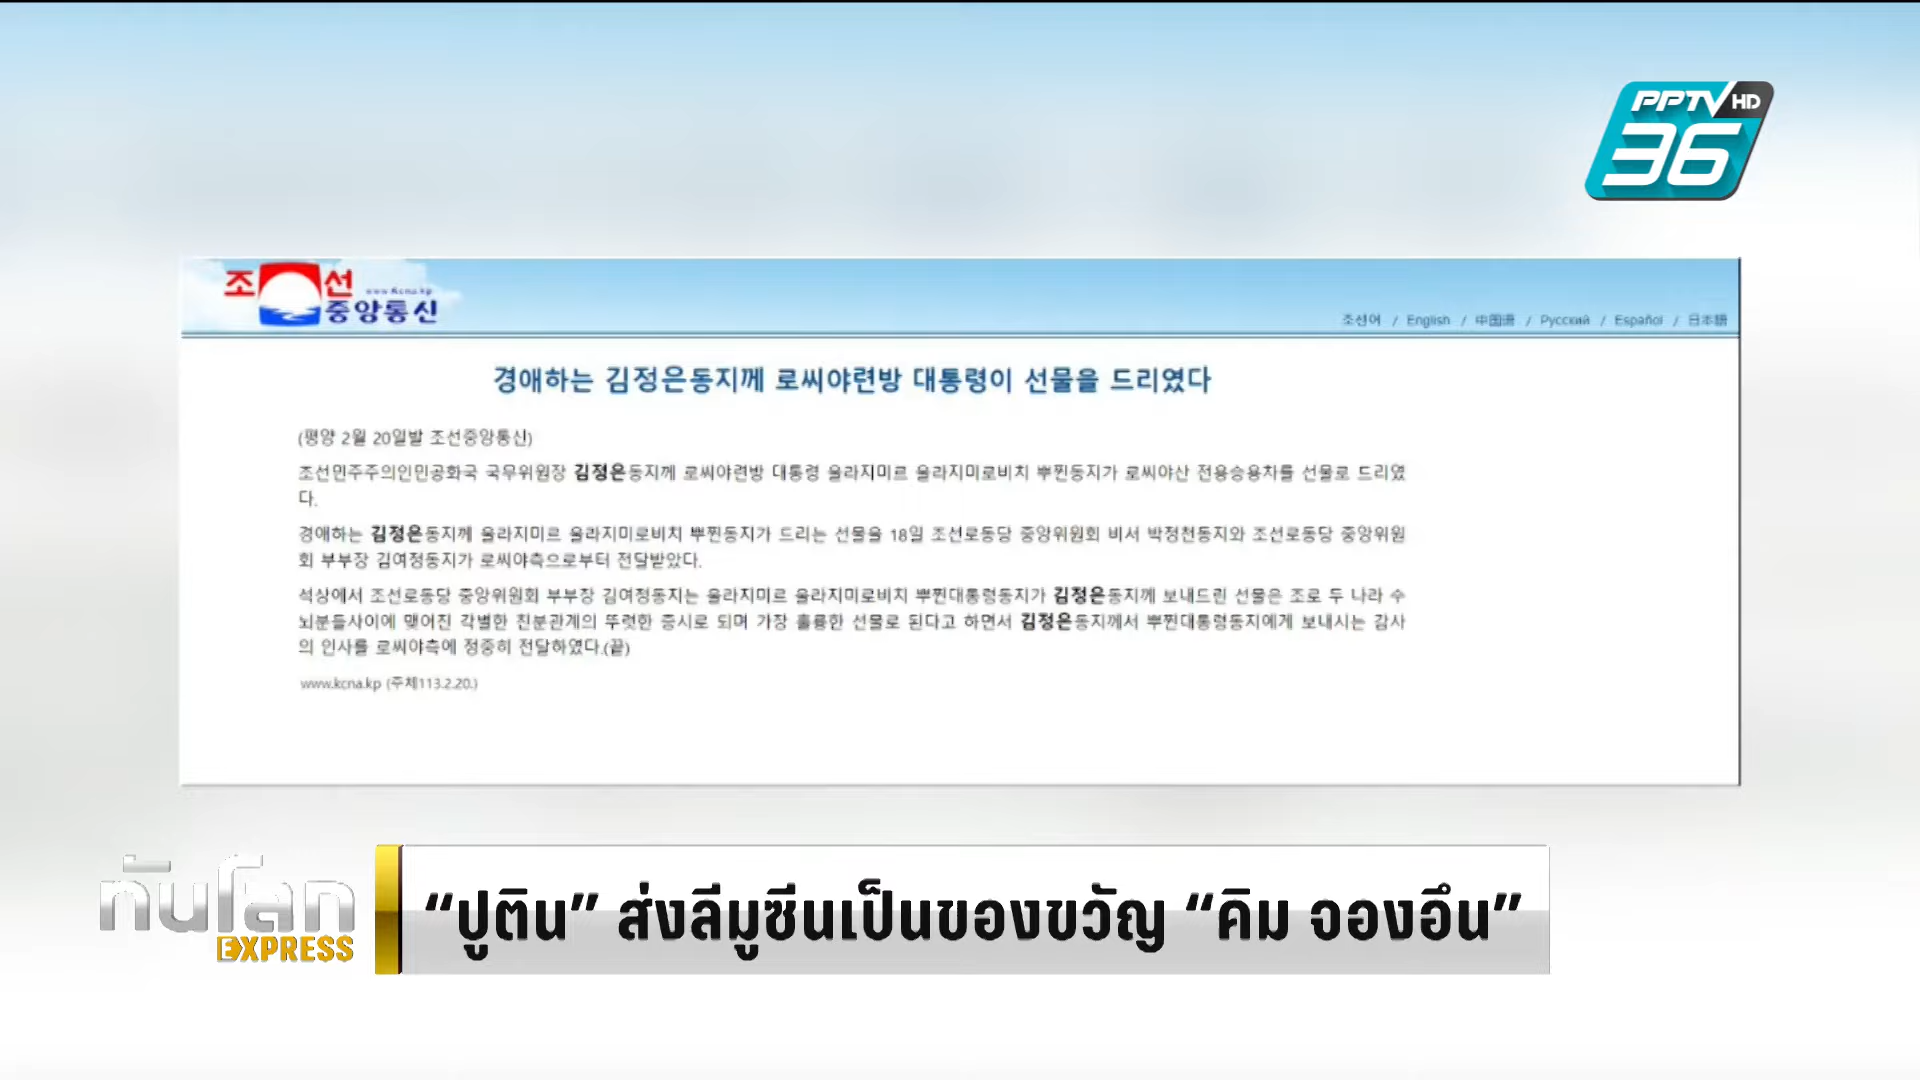 PPTV HD
36
조선
www.kcna.kp
중앙통신
조선어 / English / 中国语 / Русский / Español / 日本語
경애하는 김정은동지께 로씨야련방 대통령이 선물을 드리였다
(평양 2월 20일발 조선중앙통신)
조선민주주의인민공화국 국무위원장 김정은동지께 로씨야련방 대통령 울라지미르 울라지미로비치 뿌찐동지가 로씨야산 전용승용차를 선물로 드리였
다.
경애하는 김정은동지께 울라지미르 울라지미로비치 뿌찐동지가 드리는 선물을 18일 조선로동당 중앙위원회 비서 박정천동지와 조선로동당 중앙위원
회 부부장 김여정동지가 로씨야측으로부터 전달받았다.
석상에서 조선로동당 중앙위원회 부부장 김여정동지는 울라지미르 울라지미로비치 뿌찐대통령동지가 김정은동지께 보내드린 선물은 조로 두 나라 수
뇌분들사이에 맺어진 각별한 친분관계의 뚜렷한 증시로 되며 가장 훌륭한 선물로 된다고 하면서 김정은동지께서 뿌찐대통령동지에게 보내시는 감사
의 인사를 로씨야측에 정중히 전달하였다.(끝)
www.kcna.kp (주체113.2.20.)
ทันโลก
EXPRESS
“ปูติน” ส่งลีมูซีนเป็นของขวัญ “คิม จองอึน”